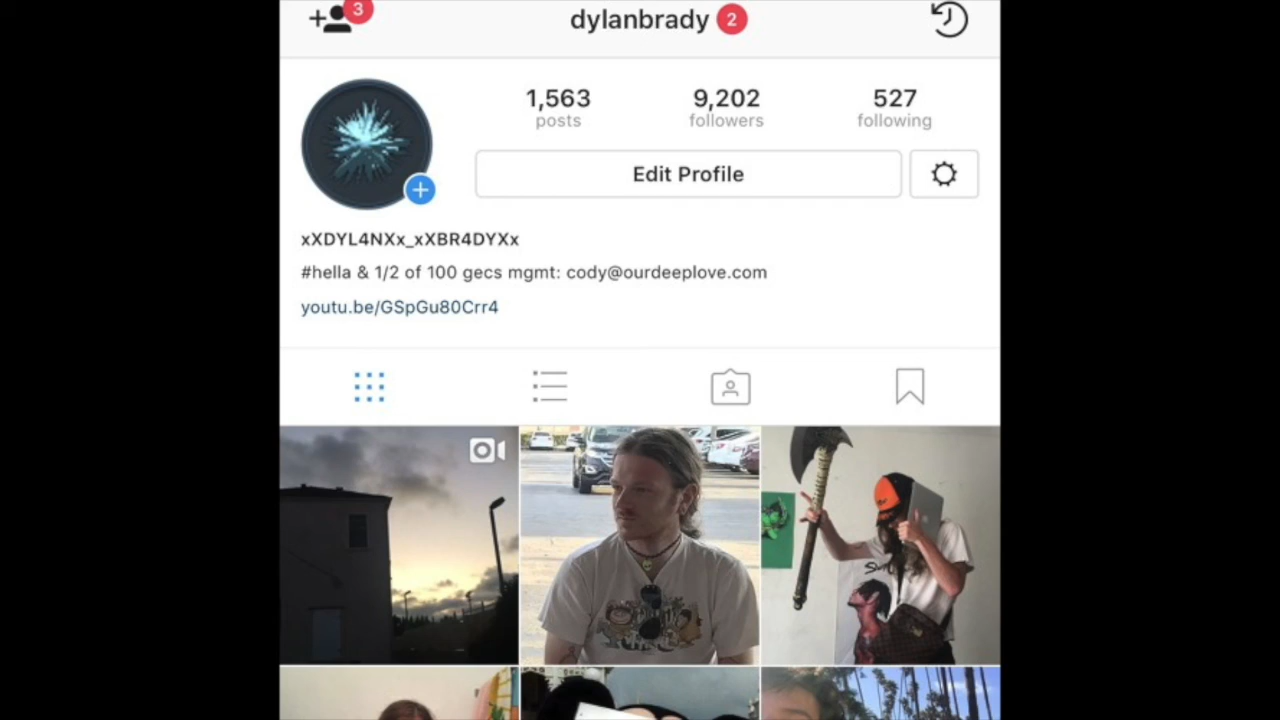 3
dylanbrady 2
1,563 9,202 527
posts followers following
Edit Profile
xXDYL4NXx_xXBR4DYXx
#hella & 1/2 of 100 gecs mgmt: cody@ourdeeplove.com
youtu.be/GSpGu80Crr4